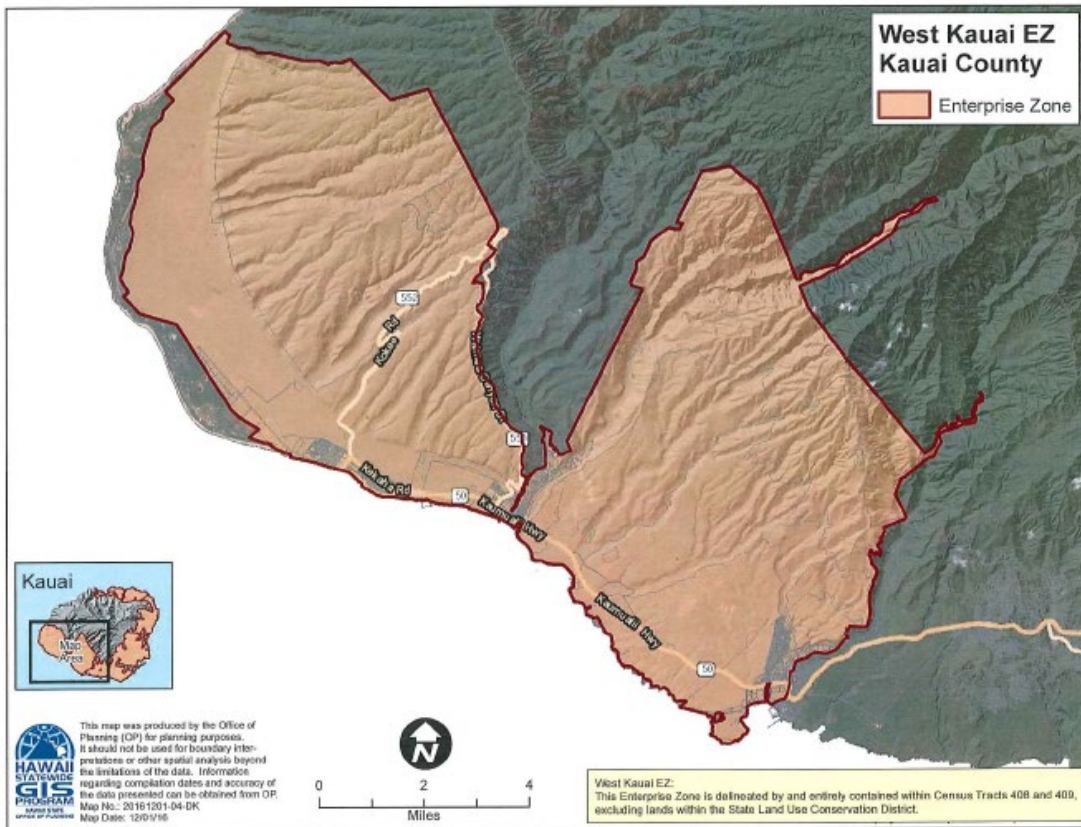 West Kauai EZ
Kauai County
Enterprise Zone
552
Kokee Rd
Kekaha Rd
50
Kaumualii Hwy
Kaumualii Hwy
50
Kauai
Map
Area
This map was produced by the Office of
Planning (OP) for planning purposes.
It should not be used for boundary inter-
pretations or other spatial analysis beyond
the limitations of the data. Information
regarding compilation dates and accuracy of
the data presented can be obtained from OP.
Map No.: 20161201-04-DK
Map Date: 12/01/16
HAWAII
STATEWIDE
GIS
PROGRAM
HAWAII STATE
OFFICE OF PLANNING
N
0 2 4
Miles
West Kauai EZ:
This Enterprise Zone is delineated by and entirely contained within Census Tracts 408 and 409,
excluding lands within the State Land Use Conservation District.